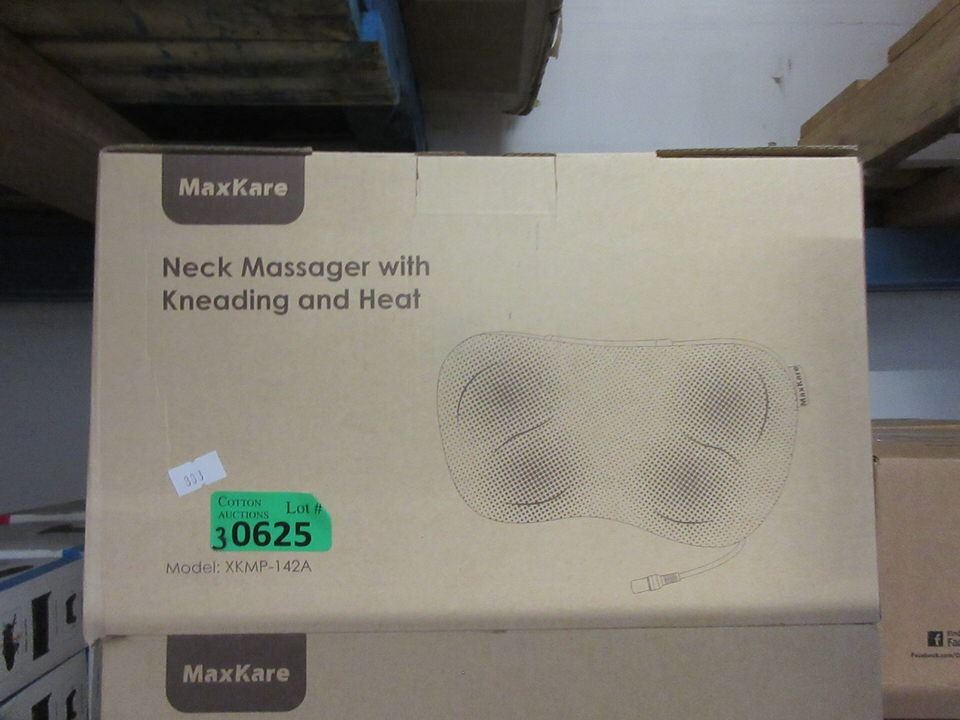 MaxKare
Neck Massager with
Kneading and Heat
MaxKare
COTTON
AUCTIONS Lot #
30625
Model: XKMP-142A
MaxKare